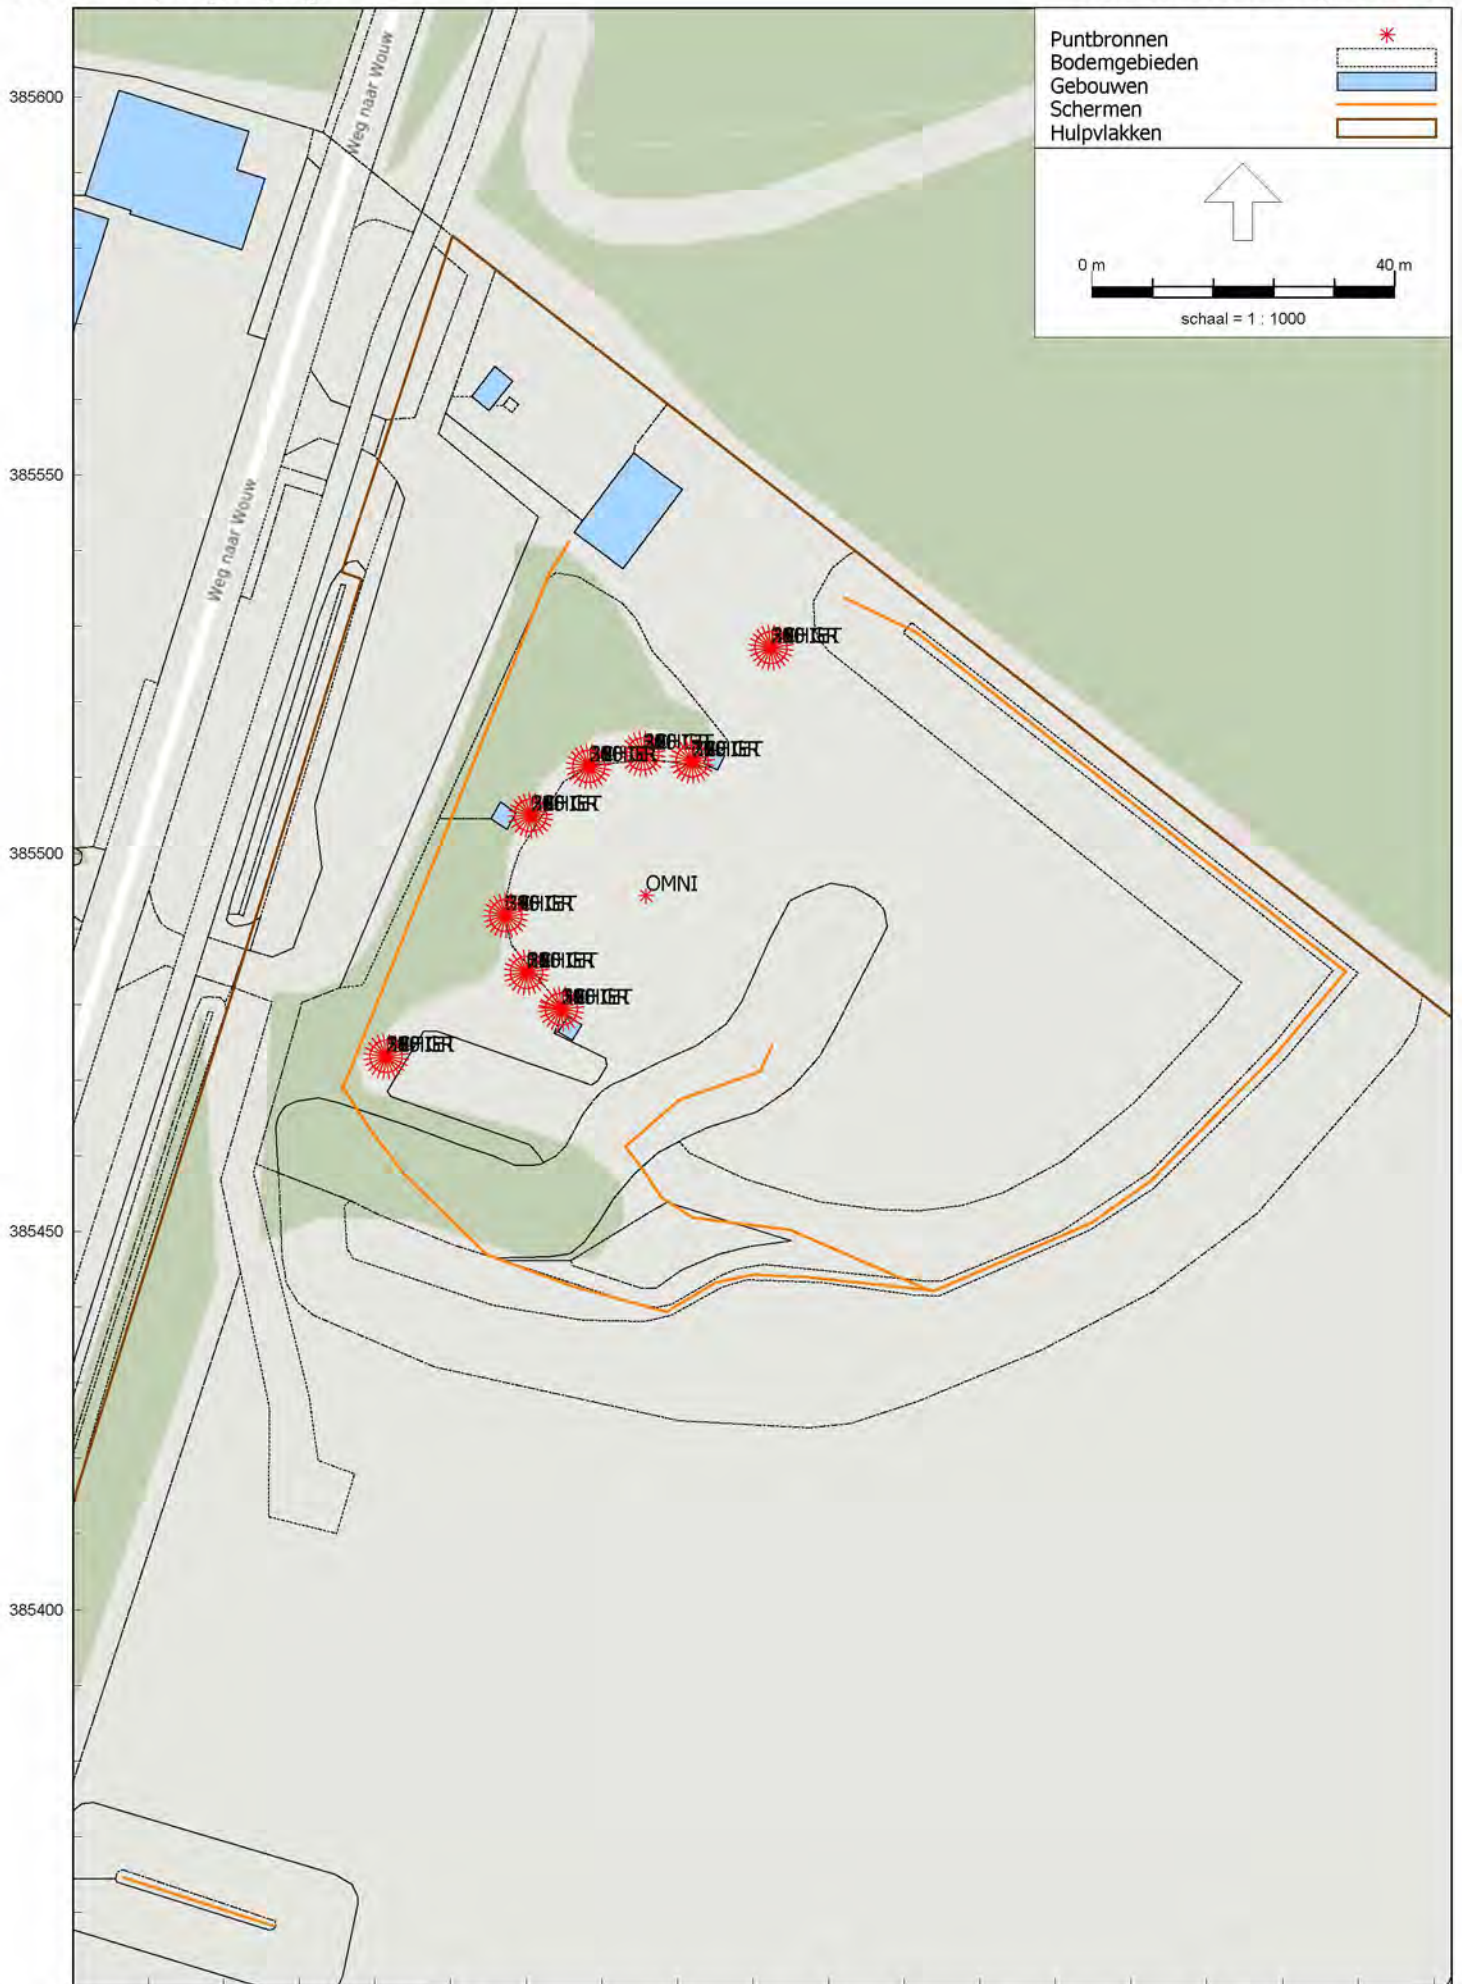 Puntbronnen
Bodemgebieden
Gebouwen
Schermen
Hulpvlakken
0 m 40 m
schaal = 1 : 1000
385600
385550
385500
385450
385400
Weg naar Wouw
Weg naar Wouw
OMNI